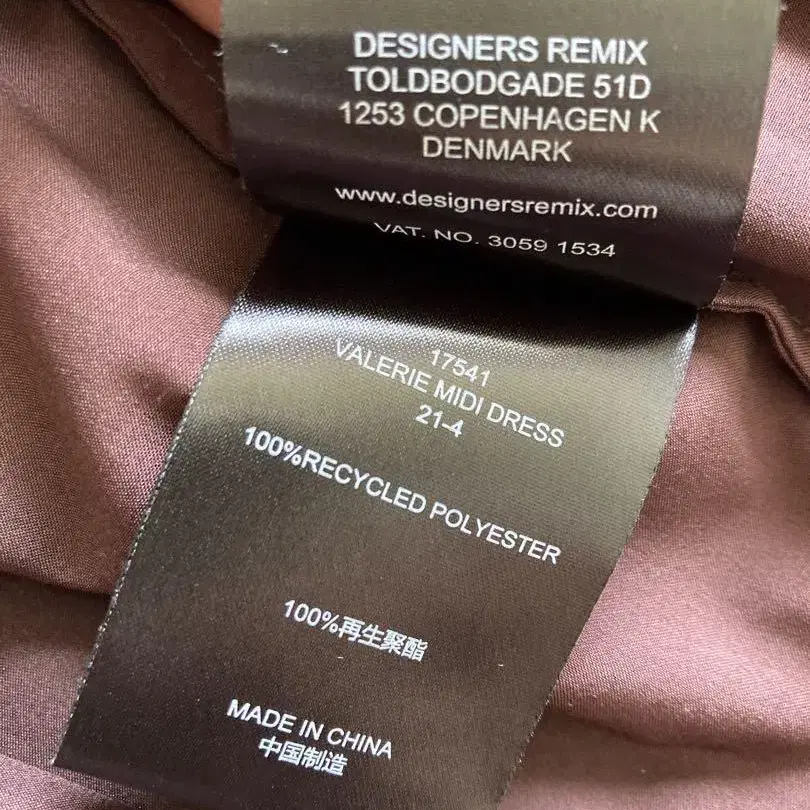 DESIGNERS REMIX
TOLDBODGADE 51D
1253 COPENHAGEN K
DENMARK
www.designersremix.com
VAT. NO. 3059 1534
17541
VALERIE MIDI DRESS
21-4
100%RECYCLED POLYESTER
100%再生聚酯
MADE IN CHINA
中国制造